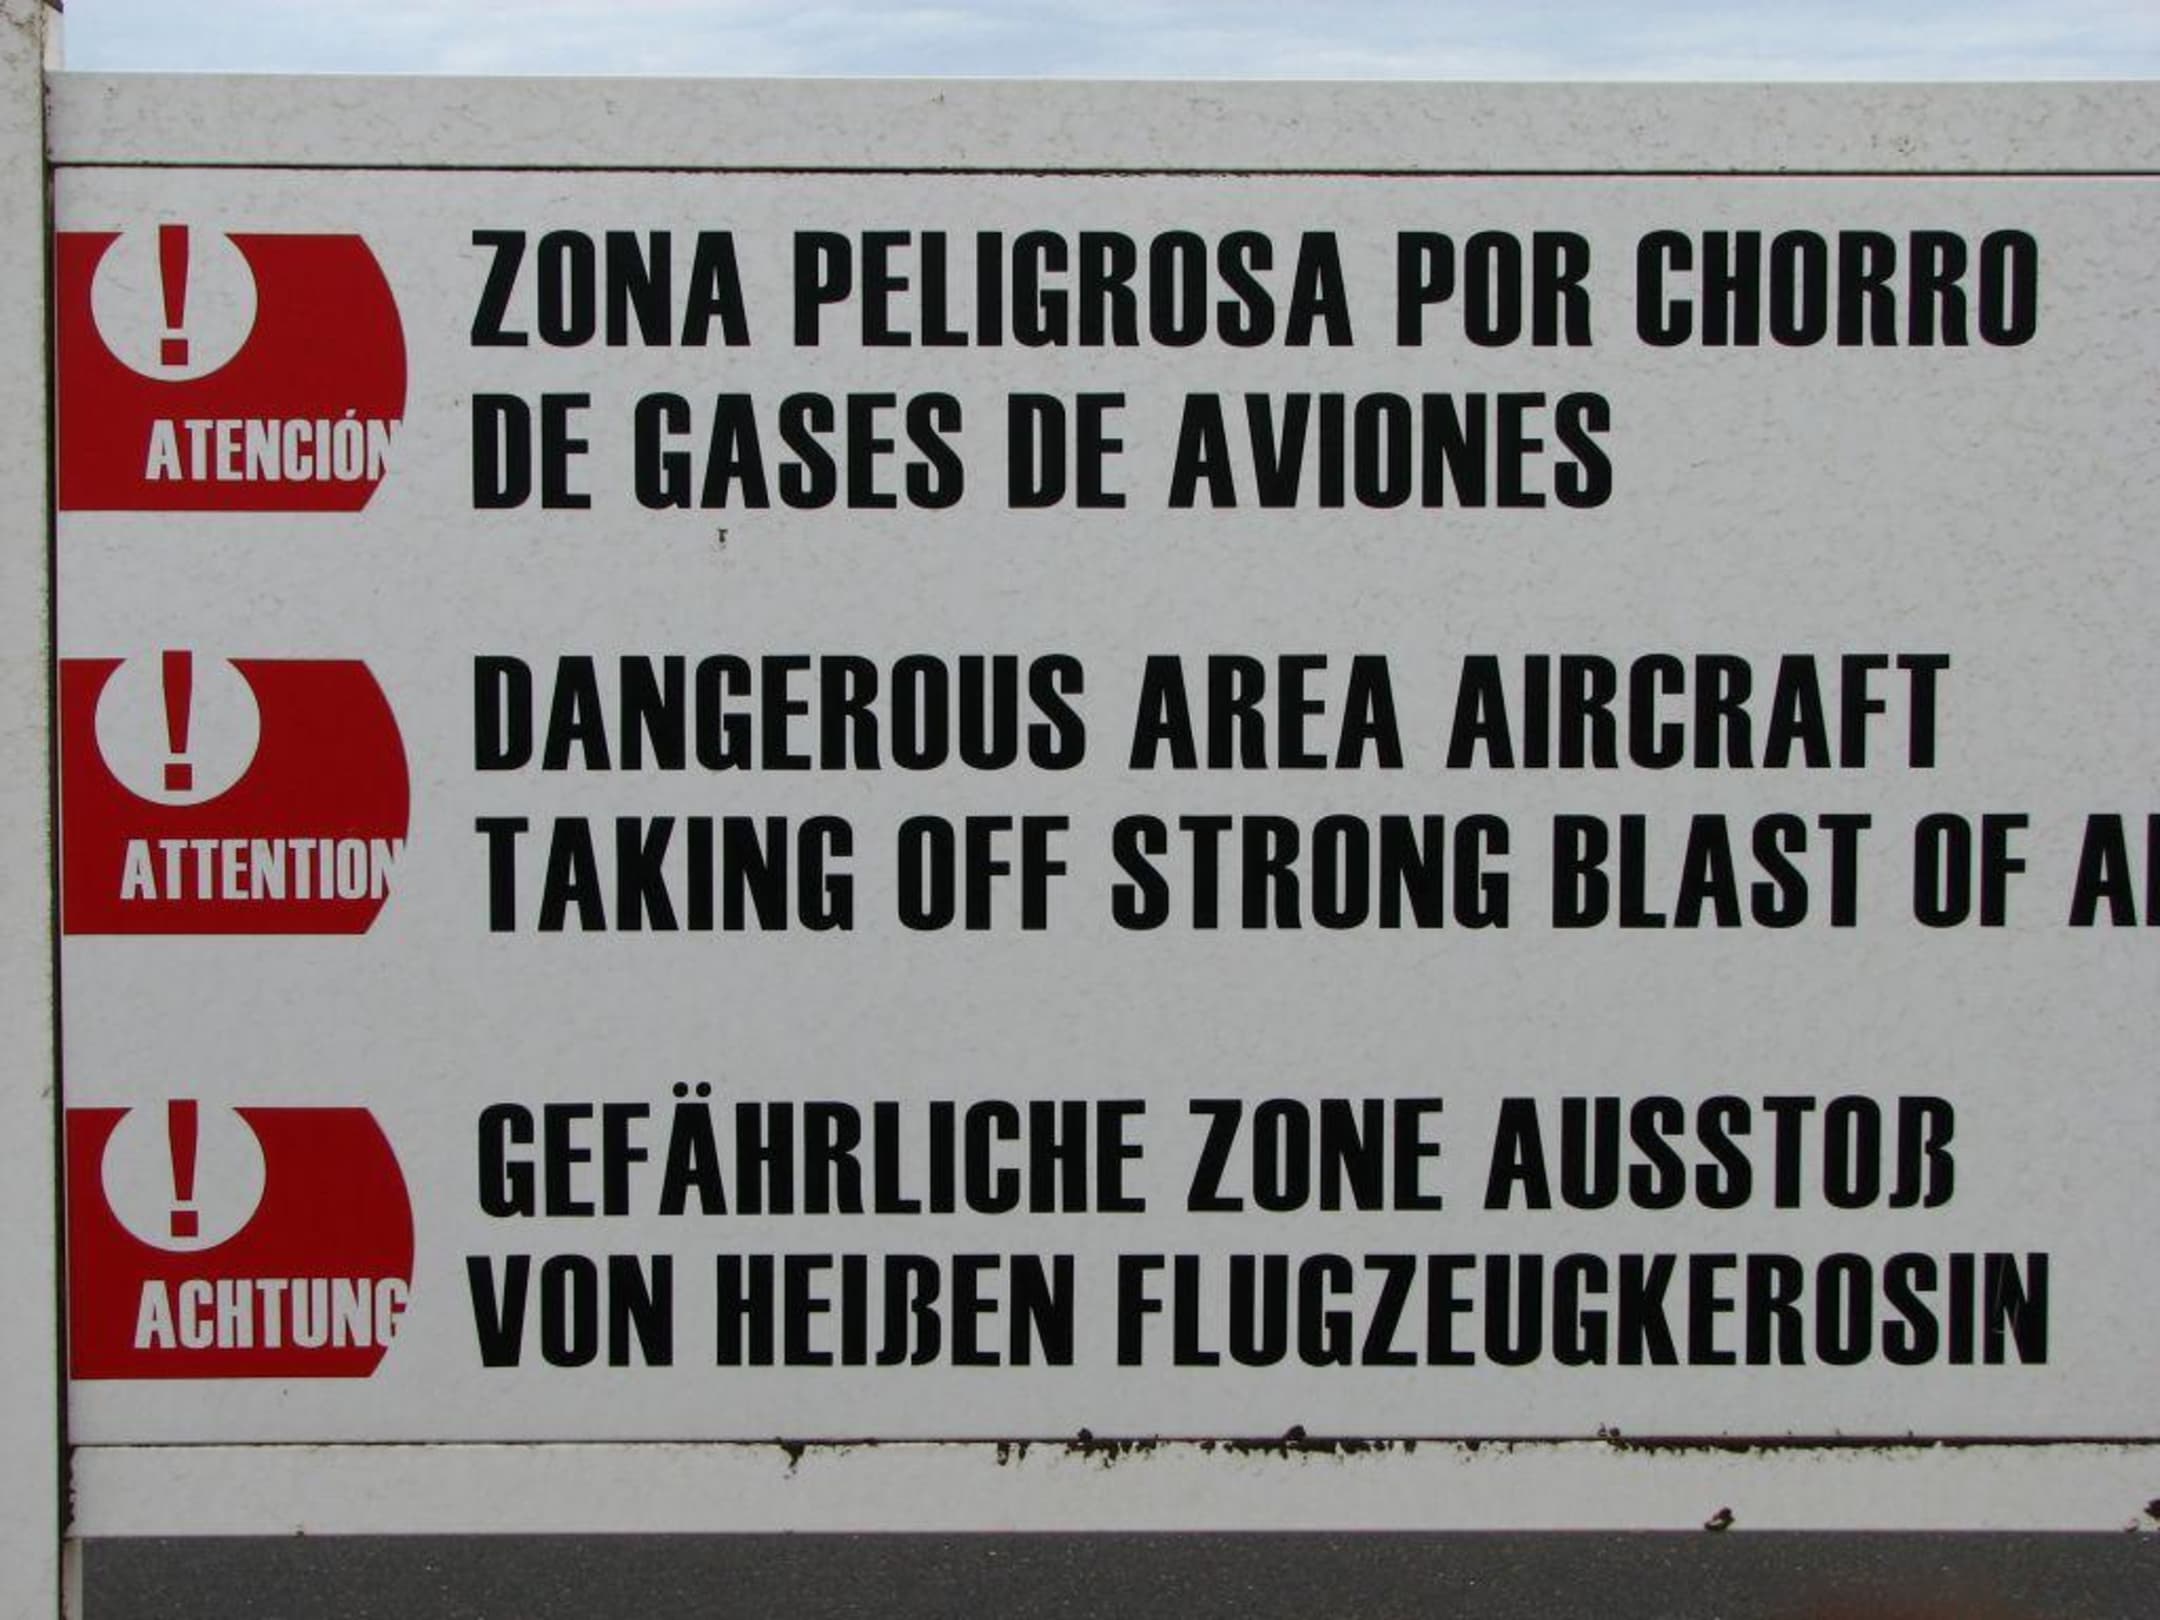 ZONA PELIGROSA POR CHORRO
DE GASES DE AVIONES
ATENCIÓN
DANGEROUS AREA AIRCRAFT
TAKING OFF STRONG BLAST OF
ATTENTION
GEFÄHRLICHE ZONE AUSSTOß
VON HEIßEN FLUGZEUGKEROSIN
ACHTUNG